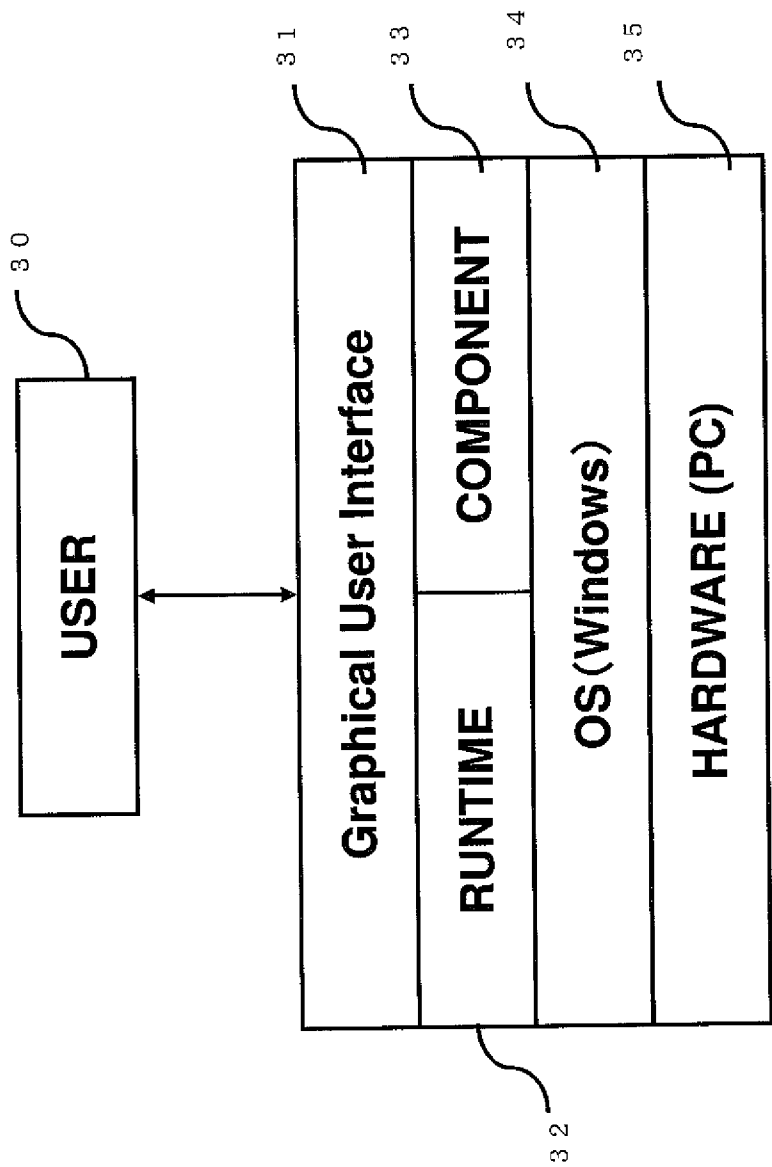 ３０
USER
３１
Graphical User Interface
３２
RUNTIME
COMPONENT
３３
OS(Windows)
３４
HARDWARE (PC)
３５